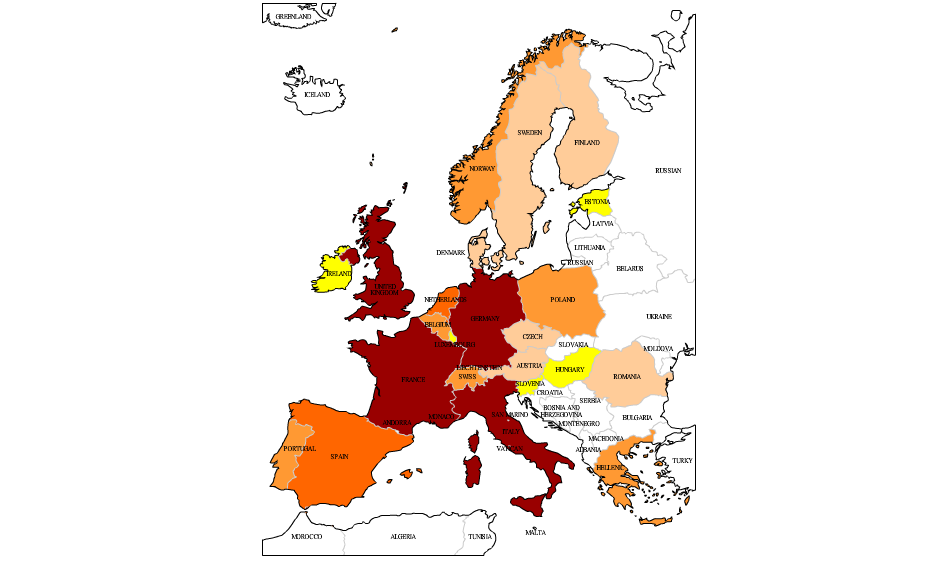 GREENLAND
ICELAND
SWEDEN
FINLAND
NORWAY
RUSSIAN
ESTONIA
LATVIA
DENMARK
LITHUANIA
RUSSIAN
BELARUS
IRELAND
UNITED
KINGDOM
NETHERLANDS
POLAND
GERMANY
UKRAINE
BELGIUM
CZECH
SLOVAKIA
MOLDOVA
AUSTRIA
HUNGARY
FRANCE
SWISS
ROMANIA
SLOVENIA
CROATIA
SERBIA
BOSNIA AND
HERZEGOVINA
MONACO
SAN MARINO
BULGARIA
MONTENEGRO
ANDORRA
ITALY
MACEDONIA
PORTUGAL
VATICAN
ALBANIA
SPAIN
TURKY
HELLENIC
MALTA
MOROCCO
ALGERIA
TUNISIA